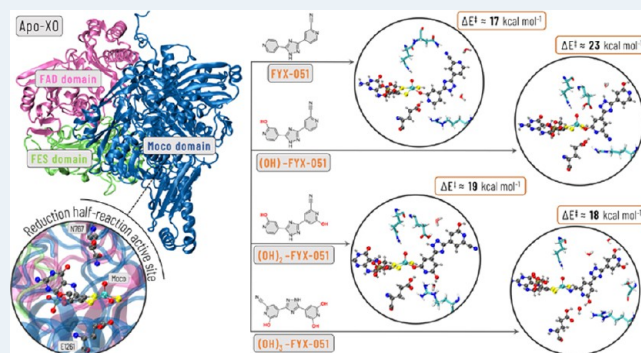 Apo-XO
FAD domain
FES domain
Moco domain
Reduction half-reaction active site
N767
Moco
E1261
FYX-051
ΔE‡ ≈ 17 kcal mol⁻¹
(OH)-FYX-051
ΔE‡ ≈ 23 kcal mol⁻¹
(OH)₂-FYX-051
ΔE‡ ≈ 19 kcal mol⁻¹
(OH)₂-FYX-051
ΔE‡ ≈ 18 kcal mol⁻¹